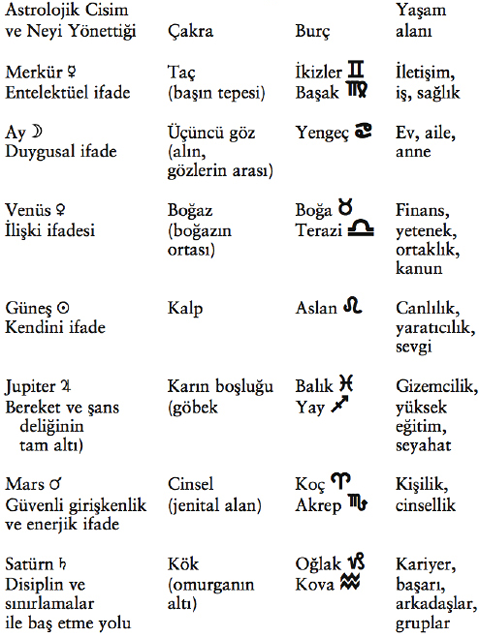 Astrolojik Cisim ve Neyi Yönettiği Çakra Burç Yaşam alanı
Merkür ☿ Taç İkizler ♊ İletişim,
Entelektüel ifade (başın tepesi) Başak ♍ iş, sağlık
Ay ☽ Üçüncü göz Yengeç ♋ Ev, aile,
Duygusal ifade (alın, anne
gözlerin arası)
Venüs ♀ Boğaz Boğa ♉ Finans,
İlişki ifadesi (boğazın Terazi ♎ yetenek,
ortası) ortaklık,
kanun
Güneş ☉ Kalp Aslan ♌ Canlılık,
Kendini ifade yaratıcılık,
sevgi
Jupiter ♃ Karın boşluğu Balık ♓ Gizemcilik,
Bereket ve şans (göbek Yay ♐ yüksek
deliğinin eğitim,
tam altı) seyahat
Mars ♂ Cinsel Koç ♈ Kişilik,
Güvenli girişkenlik (jenital alan) Akrep ♏ cinsellik
ve enerjik ifade
Satürn ♄ Kök Oğlak ♑ Kariyer,
Disiplin ve (omurganın Kova ♒ başarı,
sınırlamalar altı) arkadaşlar,
ile baş etme yolu gruplar